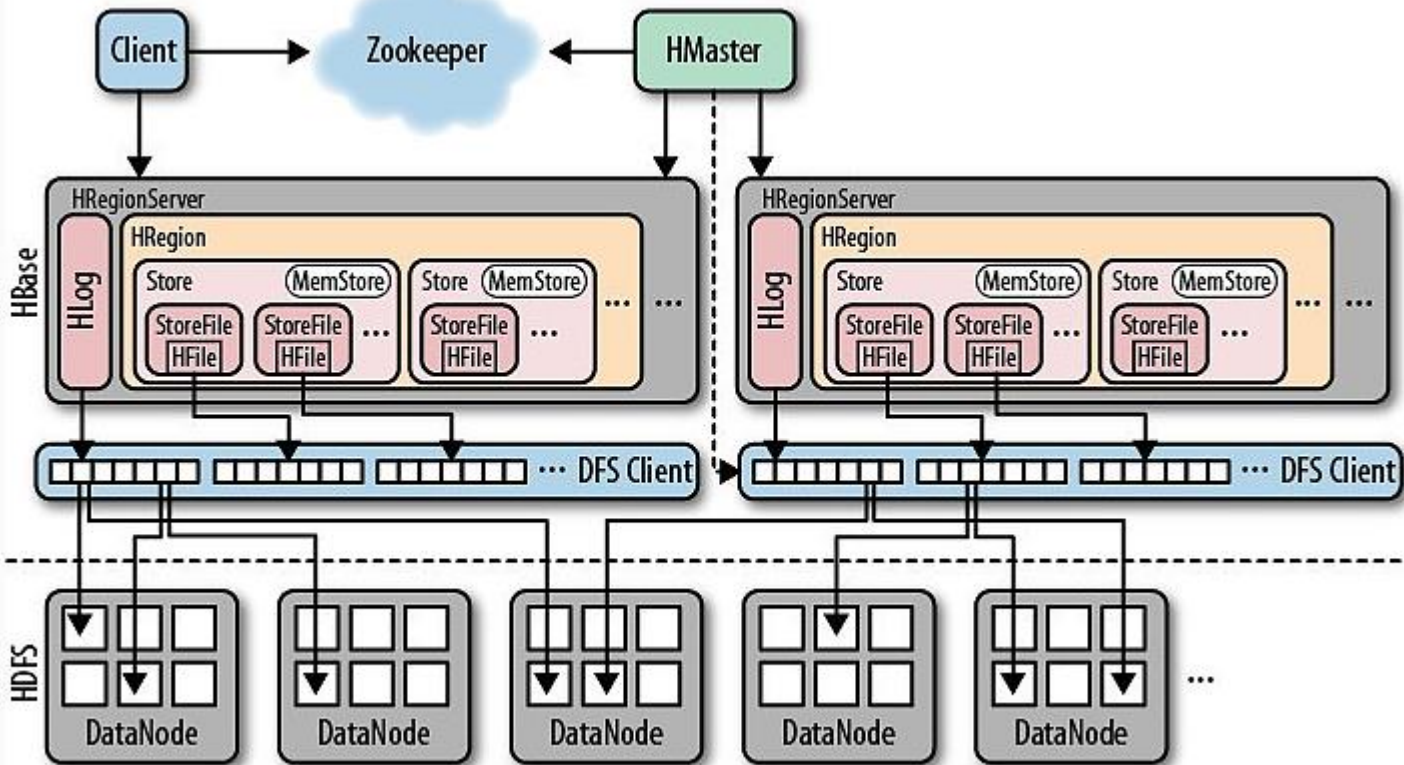 Client
Zookeeper
HMaster
HBase
HRegionServer
HLog
HRegion
Store
MemStore
StoreFile
HFile
StoreFile
HFile
...
Store
MemStore
StoreFile
HFile
...
...
...
HRegionServer
HLog
HRegion
Store
MemStore
StoreFile
HFile
StoreFile
HFile
...
Store
MemStore
StoreFile
HFile
...
...
...
... DFS Client
... DFS Client
HDFS
DataNode
DataNode
DataNode
DataNode
DataNode
...